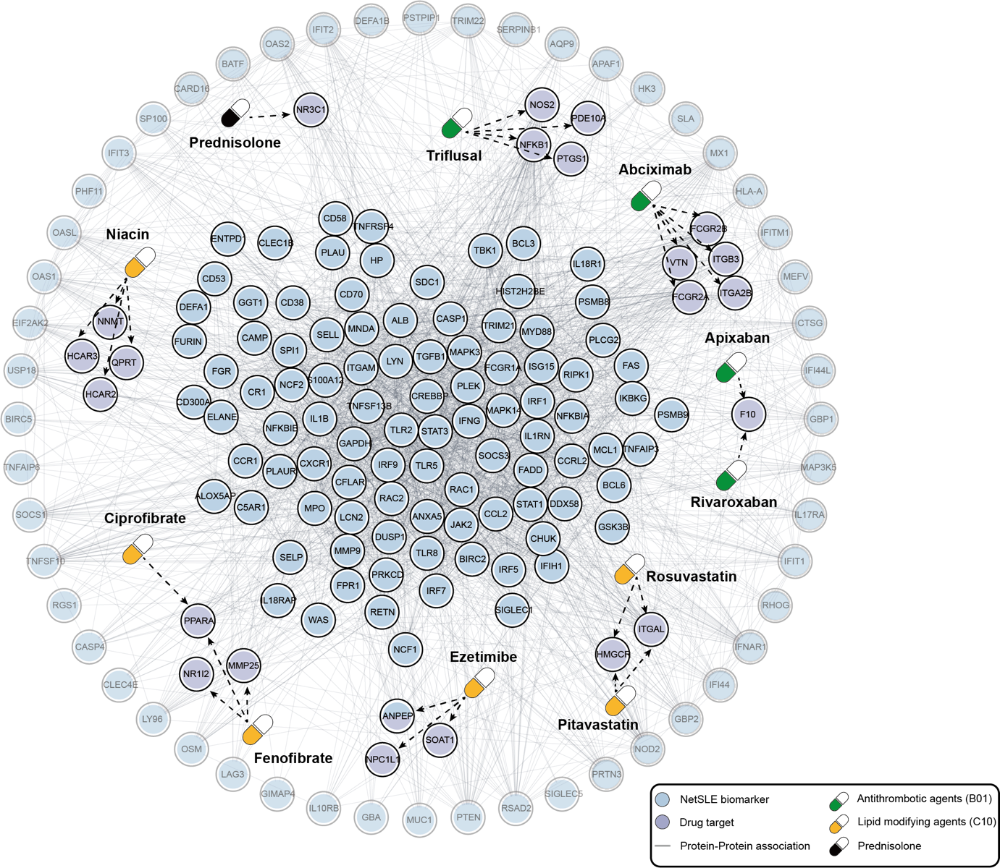 PSTPIP1
DEFA1B
TRIM22
IFIT2
SERPINB1
OAS2
AQP9
BATF
APAF1
CARD16
HK3
SP100
SLA
NR3C1
NOS2
PDE10A
Prednisolone
NFKB1
PTGS1
Triflusal
IFIT3
MX1
Abciximab
PHF11
HLA-A
CD58
TNFRSF4
FCGR2B
OASL
Niacin
ENTPD1
CLEC1B
PLAU
HP
TBK1
BCL3
IFITM1
IL18R1
VTN
ITGB3
OAS1
CD53
SDC1
MEFV
CD70
HIST2H2BE
FCGR2A
ITGA2B
DEFA1
GGT1
CD38
PSMB8
EIF2AK2
NNMT
ALB
CASP1
TRIM21
MYD88
CTSG
FURIN
CAMP
SELL
MNDA
PLCG2
Apixaban
HCAR3
QPRT
SPI1
TGFB1
MAPK3
USP18
FGR
ITGAM
LYN
FCGR1A
ISG15
RIPK1
FAS
IFI44L
HCAR2
CR1
NCF2
S100A12
PLEK
CD300A
CREBBP
IRF1
IKBKG
BIRC5
ELANE
NFKBIE
IL1B
TNFSF13B
MAPK14
NFKBIA
PSMB9
F10
GBP1
IFNG
TLR2
STAT3
IL1RN
GAPDH
TNFAIP6
CCR1
PLAUR
CXCR1
IRF9
TLR5
SOCS3
CCRL2
MCL1
TNFAIP3
MAP3K5
FADD
CFLAR
RAC1
BCL6
Rivaroxaban
ALOX5AP
C5AR1
MPO
RAC2
STAT1
DDX58
SOCS1
Ciprofibrate
LCN2
ANXA5
JAK2
CCL2
GSK3B
IL17RA
DUSP1
CHUK
TNFSF10
SELP
MMP9
TLR8
BIRC2
IRF5
IFIH1
IFIT1
PRKCD
Rosuvastatin
FPR1
IRF7
RGS1
IL18RAP
RETN
SIGLEC1
RHOG
PPARA
WAS
ITGAL
CASP4
NCF1
HMGCR
IFNAR1
NR1I2
MMP25
Ezetimibe
CLEC4E
IFI44
LY96
ANPEP
Pitavastatin
GBP2
SOAT1
OSM
Fenofibrate
NPC1L1
NOD2
LAG3
PRTN3
GIMAP4
SIGLEC5
IL10RB
GBA
MUC1
PTEN
RSAD2
NetSLE biomarker
Drug target
Protein-Protein association
Antithrombotic agents (B01)
Lipid modifying agents (C10)
Prednisolone